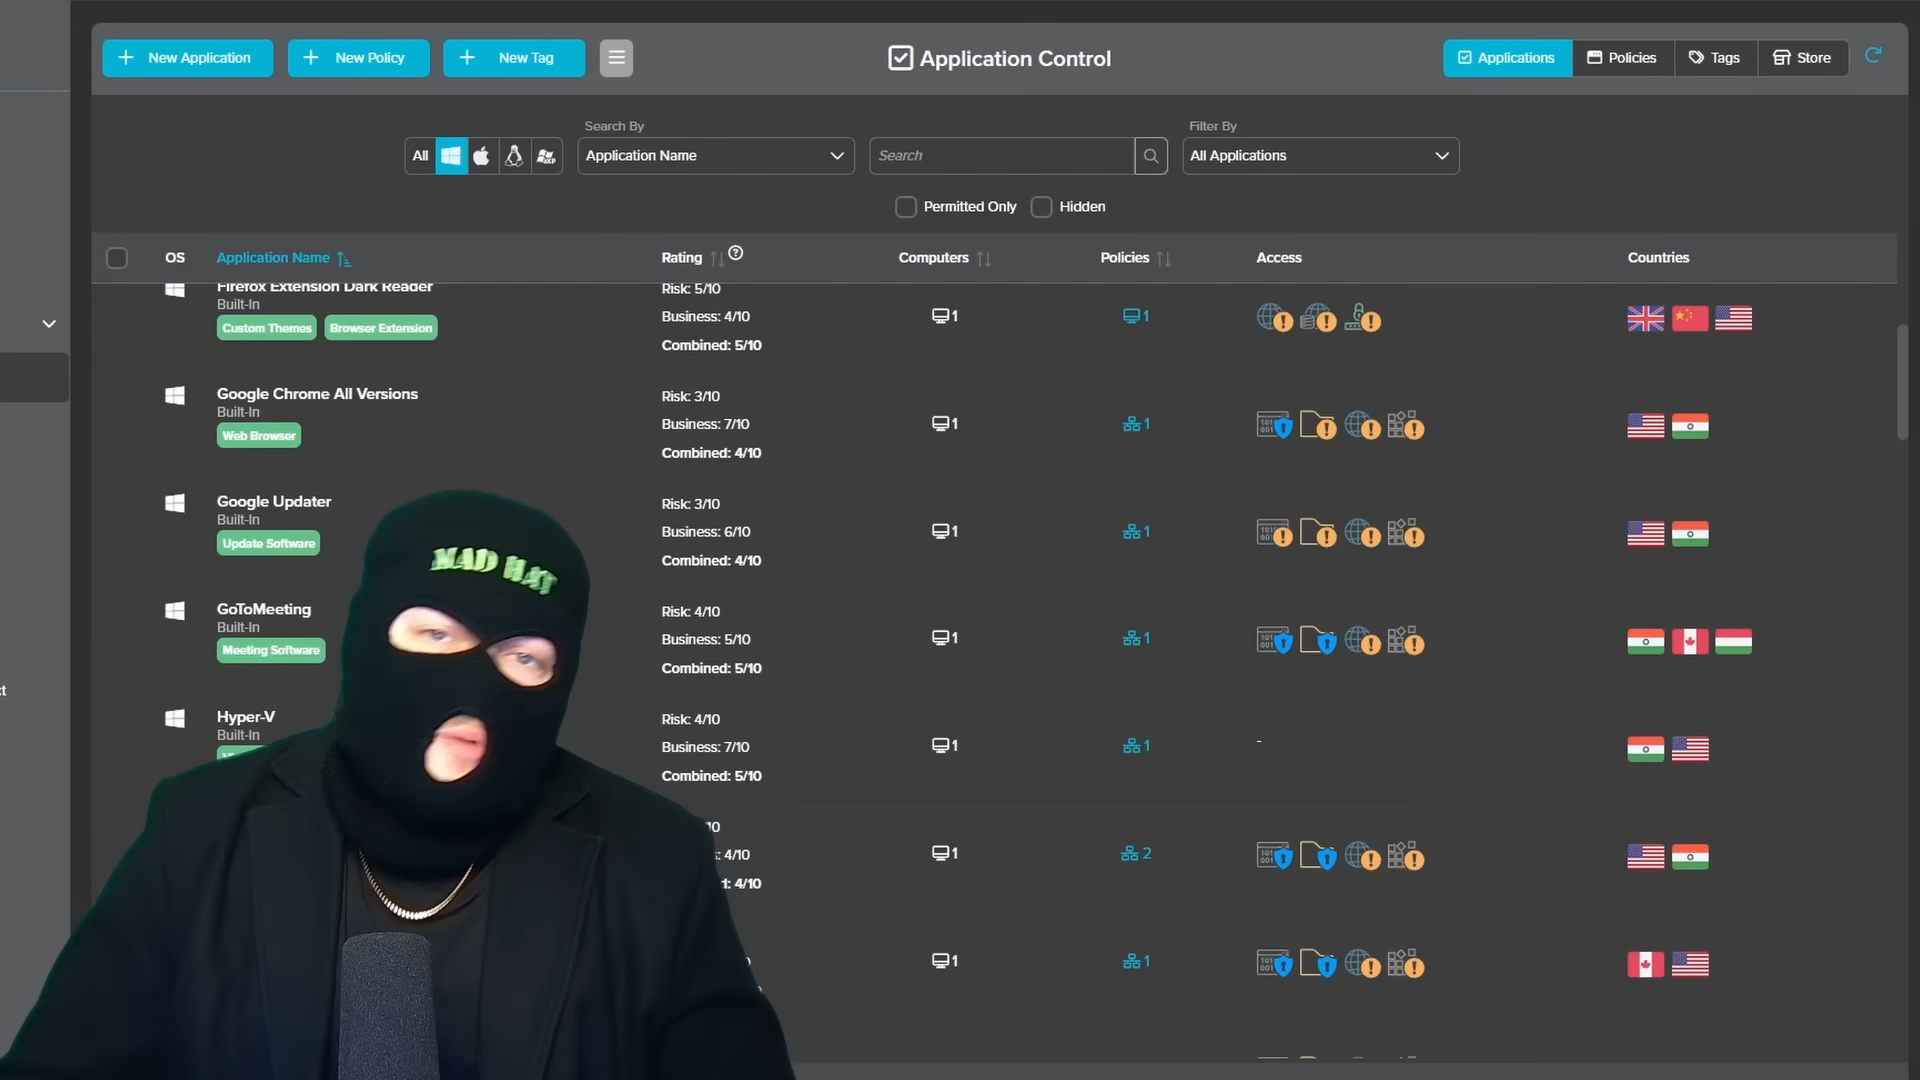 New Application
New Policy
New Tag
Application Control
Applications
Policies
Tags
Store
Search By
Filter By
All
Application Name
Search
All Applications
Permitted Only
Hidden
OS
Application Name
Rating
Computers
Policies
Access
Countries
Firefox Extension Dark Reader
Built-In
Custom Themes
Browser Extension
Risk: 5/10
Business: 4/10
Combined: 5/10
1
1
Google Chrome All Versions
Built-In
Web Browser
Risk: 3/10
Business: 7/10
Combined: 4/10
1
1
Google Updater
Built-In
Update Software
Risk: 3/10
Business: 6/10
Combined: 4/10
1
1
GoToMeeting
Built-In
Meeting Software
Risk: 4/10
Business: 5/10
Combined: 5/10
1
1
Hyper-V
Built-In
Risk: 4/10
Business: 7/10
Combined: 5/10
1
1
-
: 4/10
: 4/10
1
2
1
1
MAD HAT